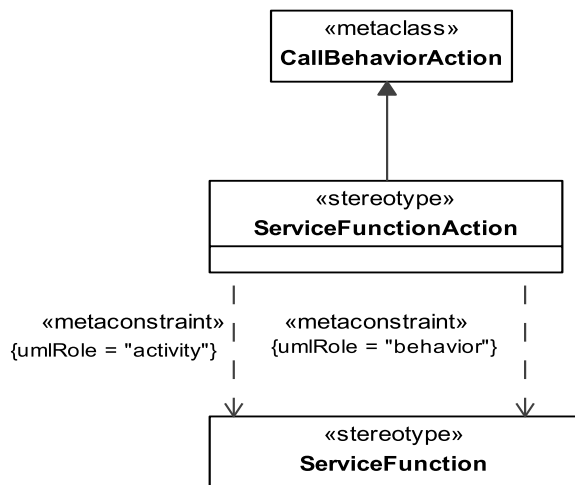 «metaclass»
CallBehaviorAction
«stereotype»
ServiceFunctionAction
«metaconstraint»
{umlRole = "activity"}
«metaconstraint»
{umlRole = "behavior"}
«stereotype»
ServiceFunction